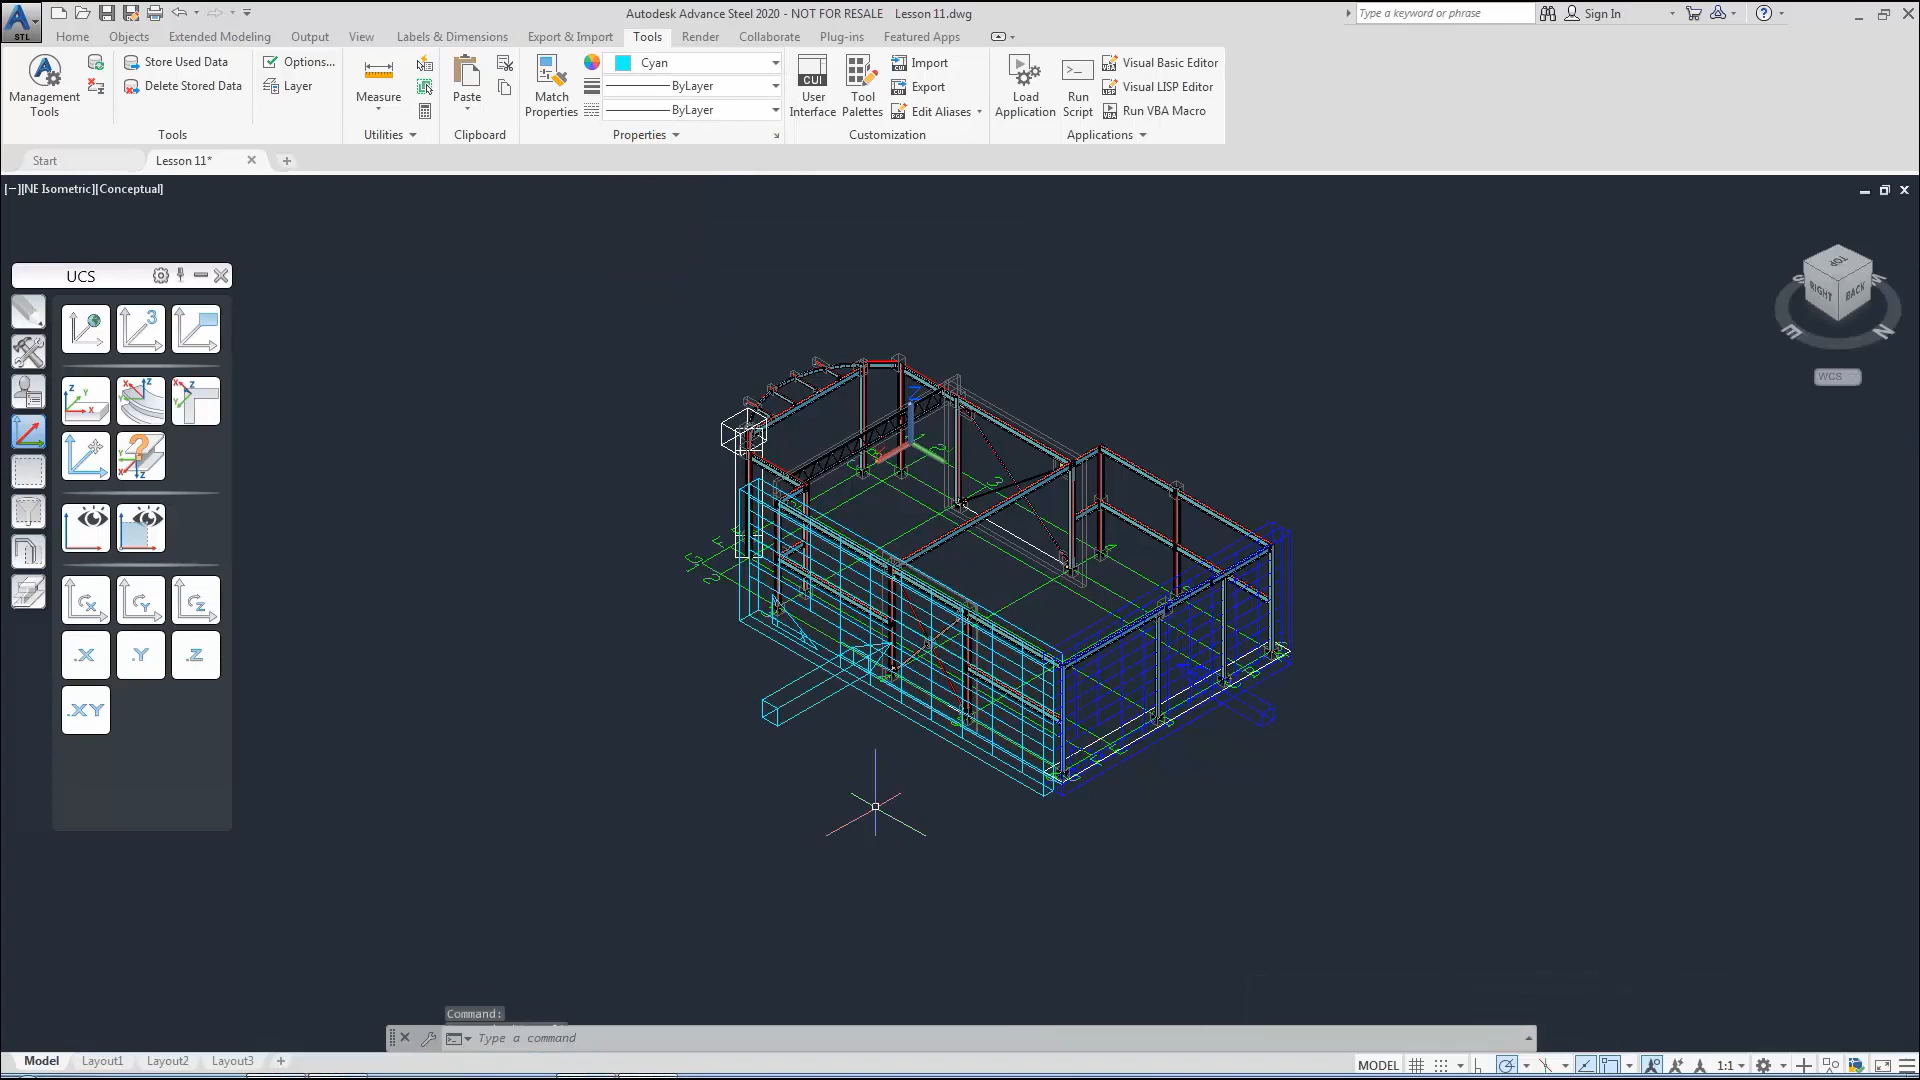 Autodesk Advance Steel 2020 - NOT FOR RESALE Lesson 11.dwg
Type a keyword or phrase
Sign In
STL
Home Objects Extended Modeling Output View Labels & Dimensions Export & Import Tools Render Collaborate Plug-ins Featured Apps
Management Tools
Store Used Data
Delete Stored Data
Options...
Layer
Measure
Paste
Match Properties
Cyan
ByLayer
ByLayer
CUI
User Interface
Tool Palettes
Import
Export
Edit Aliases
Load Application
Run Script
Visual Basic Editor
Visual LISP Editor
Run VBA Macro
Tools Utilities Clipboard Properties Customization Applications
Start Lesson 11*
[−][NE Isometric][Conceptual]
UCS
3
Z Y X
X Z
X Z Y
X Y Z
.X .Y .Z
.XY
TOP
RIGHT BACK
S E N
WCS
Z
Command:
Type a command
Model Layout1 Layout2 Layout3
MODEL 1:1